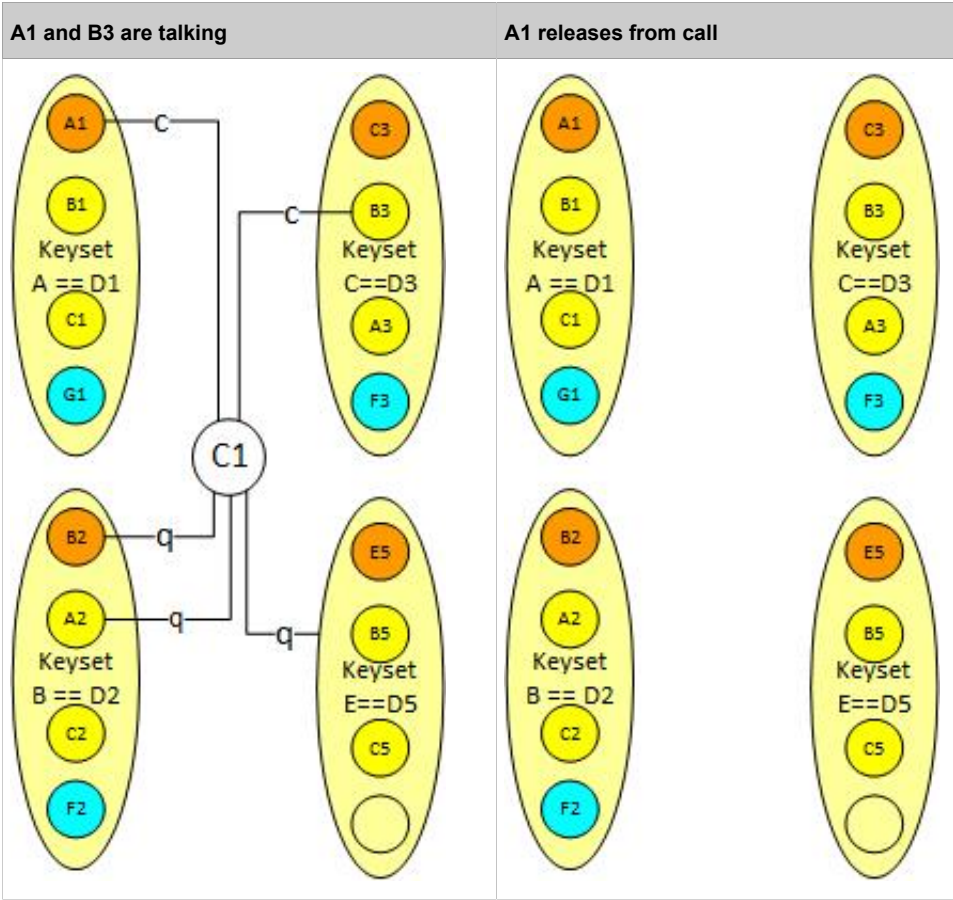 A1 and B3 are talking
A1 releases from call
A1
c
B1
Keyset
A == D1
C1
G1
C3
c
B3
Keyset
C==D3
A3
F3
C1
B2
q
A2
q
Keyset
B == D2
C2
F2
E5
q
B5
Keyset
E==D5
C5
A1
B1
Keyset
A == D1
C1
G1
C3
B3
Keyset
C==D3
A3
F3
B2
A2
Keyset
B == D2
C2
F2
E5
B5
Keyset
E==D5
C5